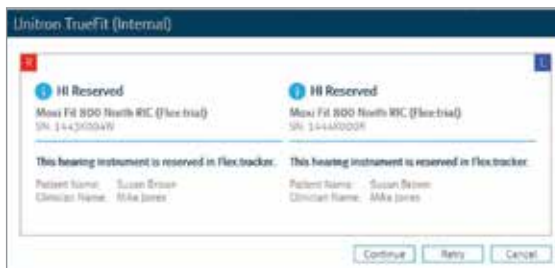 Unitron TrueFit (Internal)
R
L
HI Reserved
HI Reserved
Moxi Fit 800 North RIC (Flex:trial)
Moxi Fit 800 North RIC (Flex:trial)
SN:
SN:
This hearing instrument is reserved in Flex:tracker.
This hearing instrument is reserved in Flex:tracker.
Patient Name: Susan Brown
Patient Name: Susan Brown
Clinician Name: Mike Jones
Clinician Name: Mike Jones
Continue
Retry
Cancel